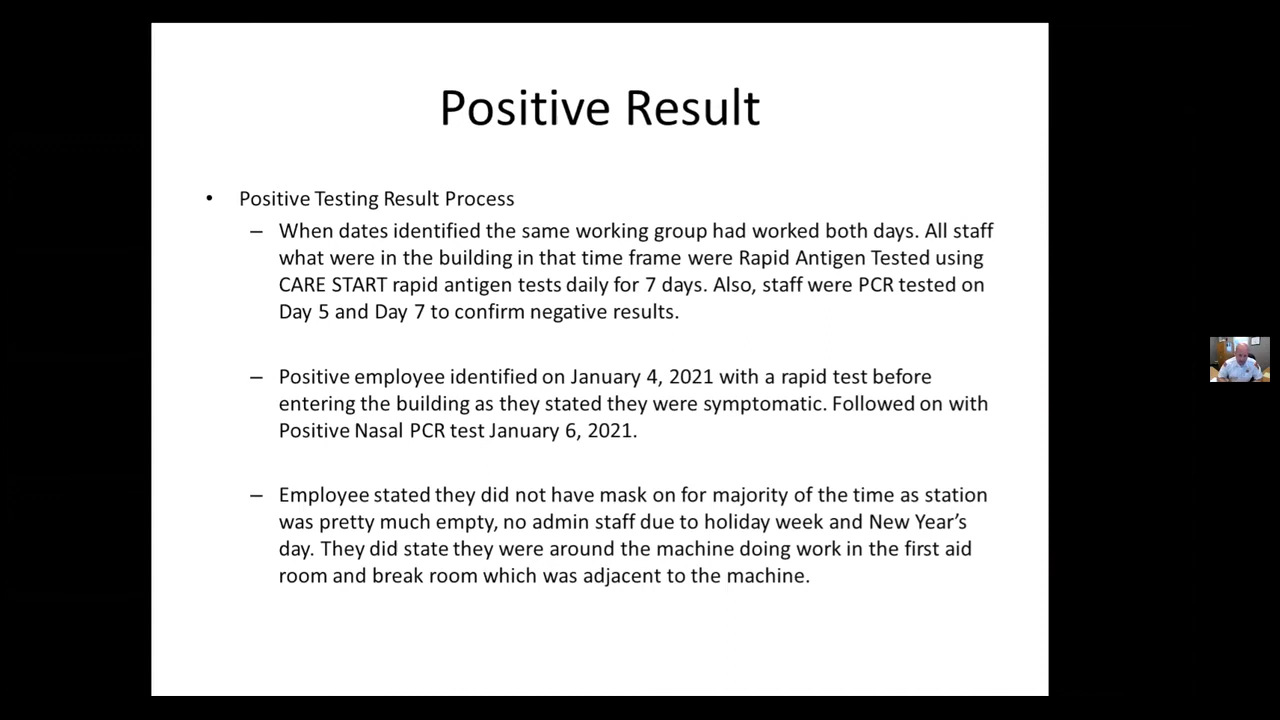 Positive Result
• Positive Testing Result Process
– When dates identified the same working group had worked both days. All staff
what were in the building in that time frame were Rapid Antigen Tested using
CARE START rapid antigen tests daily for 7 days. Also, staff were PCR tested on
Day 5 and Day 7 to confirm negative results.
– Positive employee identified on January 4, 2021 with a rapid test before
entering the building as they stated they were symptomatic. Followed on with
Positive Nasal PCR test January 6, 2021.
– Employee stated they did not have mask on for majority of the time as station
was pretty much empty, no admin staff due to holiday week and New Year’s
day. They did state they were around the machine doing work in the first aid
room and break room which was adjacent to the machine.